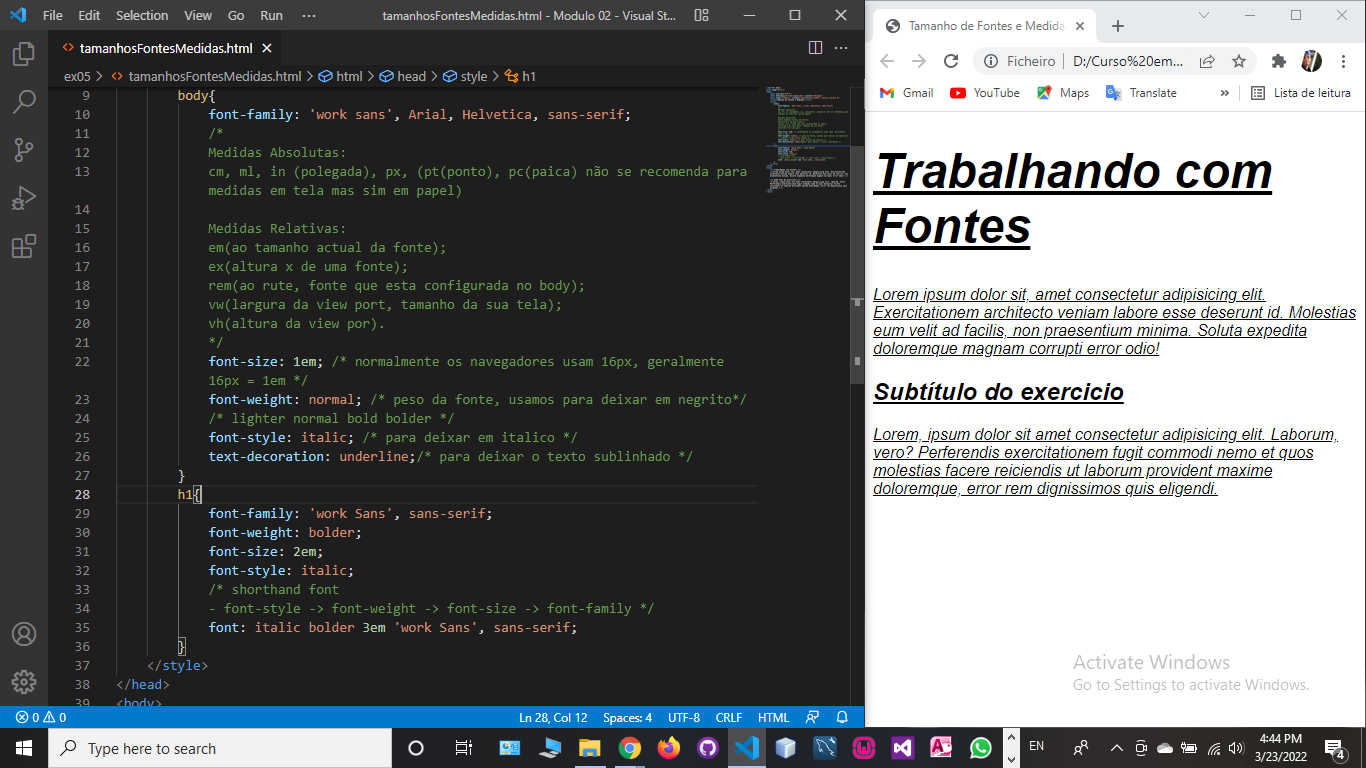 File Edit Selection View Go Run ··· tamanhosFontesMedidas.html - Modulo 02 - Visual St...
tamanhosFontesMedidas.html
ex05 > tamanhosFontesMedidas.html > html > head > style > h1
9 body{
10 font-family: 'work sans', Arial, Helvetica, sans-serif;
11 /*
12 Medidas Absolutas:
13 cm, ml, in (polegada), px, (pt(ponto), pc(paica) não se recomenda para
medidas em tela mas sim em papel)
14
15 Medidas Relativas:
16 em(ao tamanho actual da fonte);
17 ex(altura x de uma fonte);
18 rem(ao rute, fonte que esta configurada no body);
19 vw(largura da view port, tamanho da sua tela);
20 vh(altura da view por).
21 */
22 font-size: 1em; /* normalmente os navegadores usam 16px, geralmente
16px = 1em */
23 font-weight: normal; /* peso da fonte, usamos para deixar em negrito*/
24 /* lighter normal bold bolder */
25 font-style: italic; /* para deixar em italico */
26 text-decoration: underline;/* para deixar o texto sublinhado */
27 }
28 h1{
29 font-family: 'work Sans', sans-serif;
30 font-weight: bolder;
31 font-size: 2em;
32 font-style: italic;
33 /* shorthand font
34 - font-style -> font-weight -> font-size -> font-family */
35 font: italic bolder 3em 'work Sans', sans-serif;
36 }
37 </style>
38 </head>
39 <body>
0 0 Ln 28, Col 12 Spaces: 4 UTF-8 CRLF HTML
Tamanho de Fontes e Medida
Ficheiro D:/Curso%20em...
Gmail YouTube Maps Translate » Lista de leitura
Trabalhando com
Fontes
Lorem ipsum dolor sit, amet consectetur adipisicing elit.
Exercitationem architecto veniam labore esse deserunt id. Molestias
eum velit ad facilis, non praesentium minima. Soluta expedita
doloremque magnam corrupti error odio!
Subtítulo do exercicio
Lorem, ipsum dolor sit amet consectetur adipisicing elit. Laborum,
vero? Perferendis exercitationem fugit commodi nemo et quos
molestias facere reiciendis ut laborum provident maxime
doloremque, error rem dignissimos quis eligendi.
Activate Windows
Go to Settings to activate Windows.
Type here to search
EN
4:44 PM
3/23/2022
4